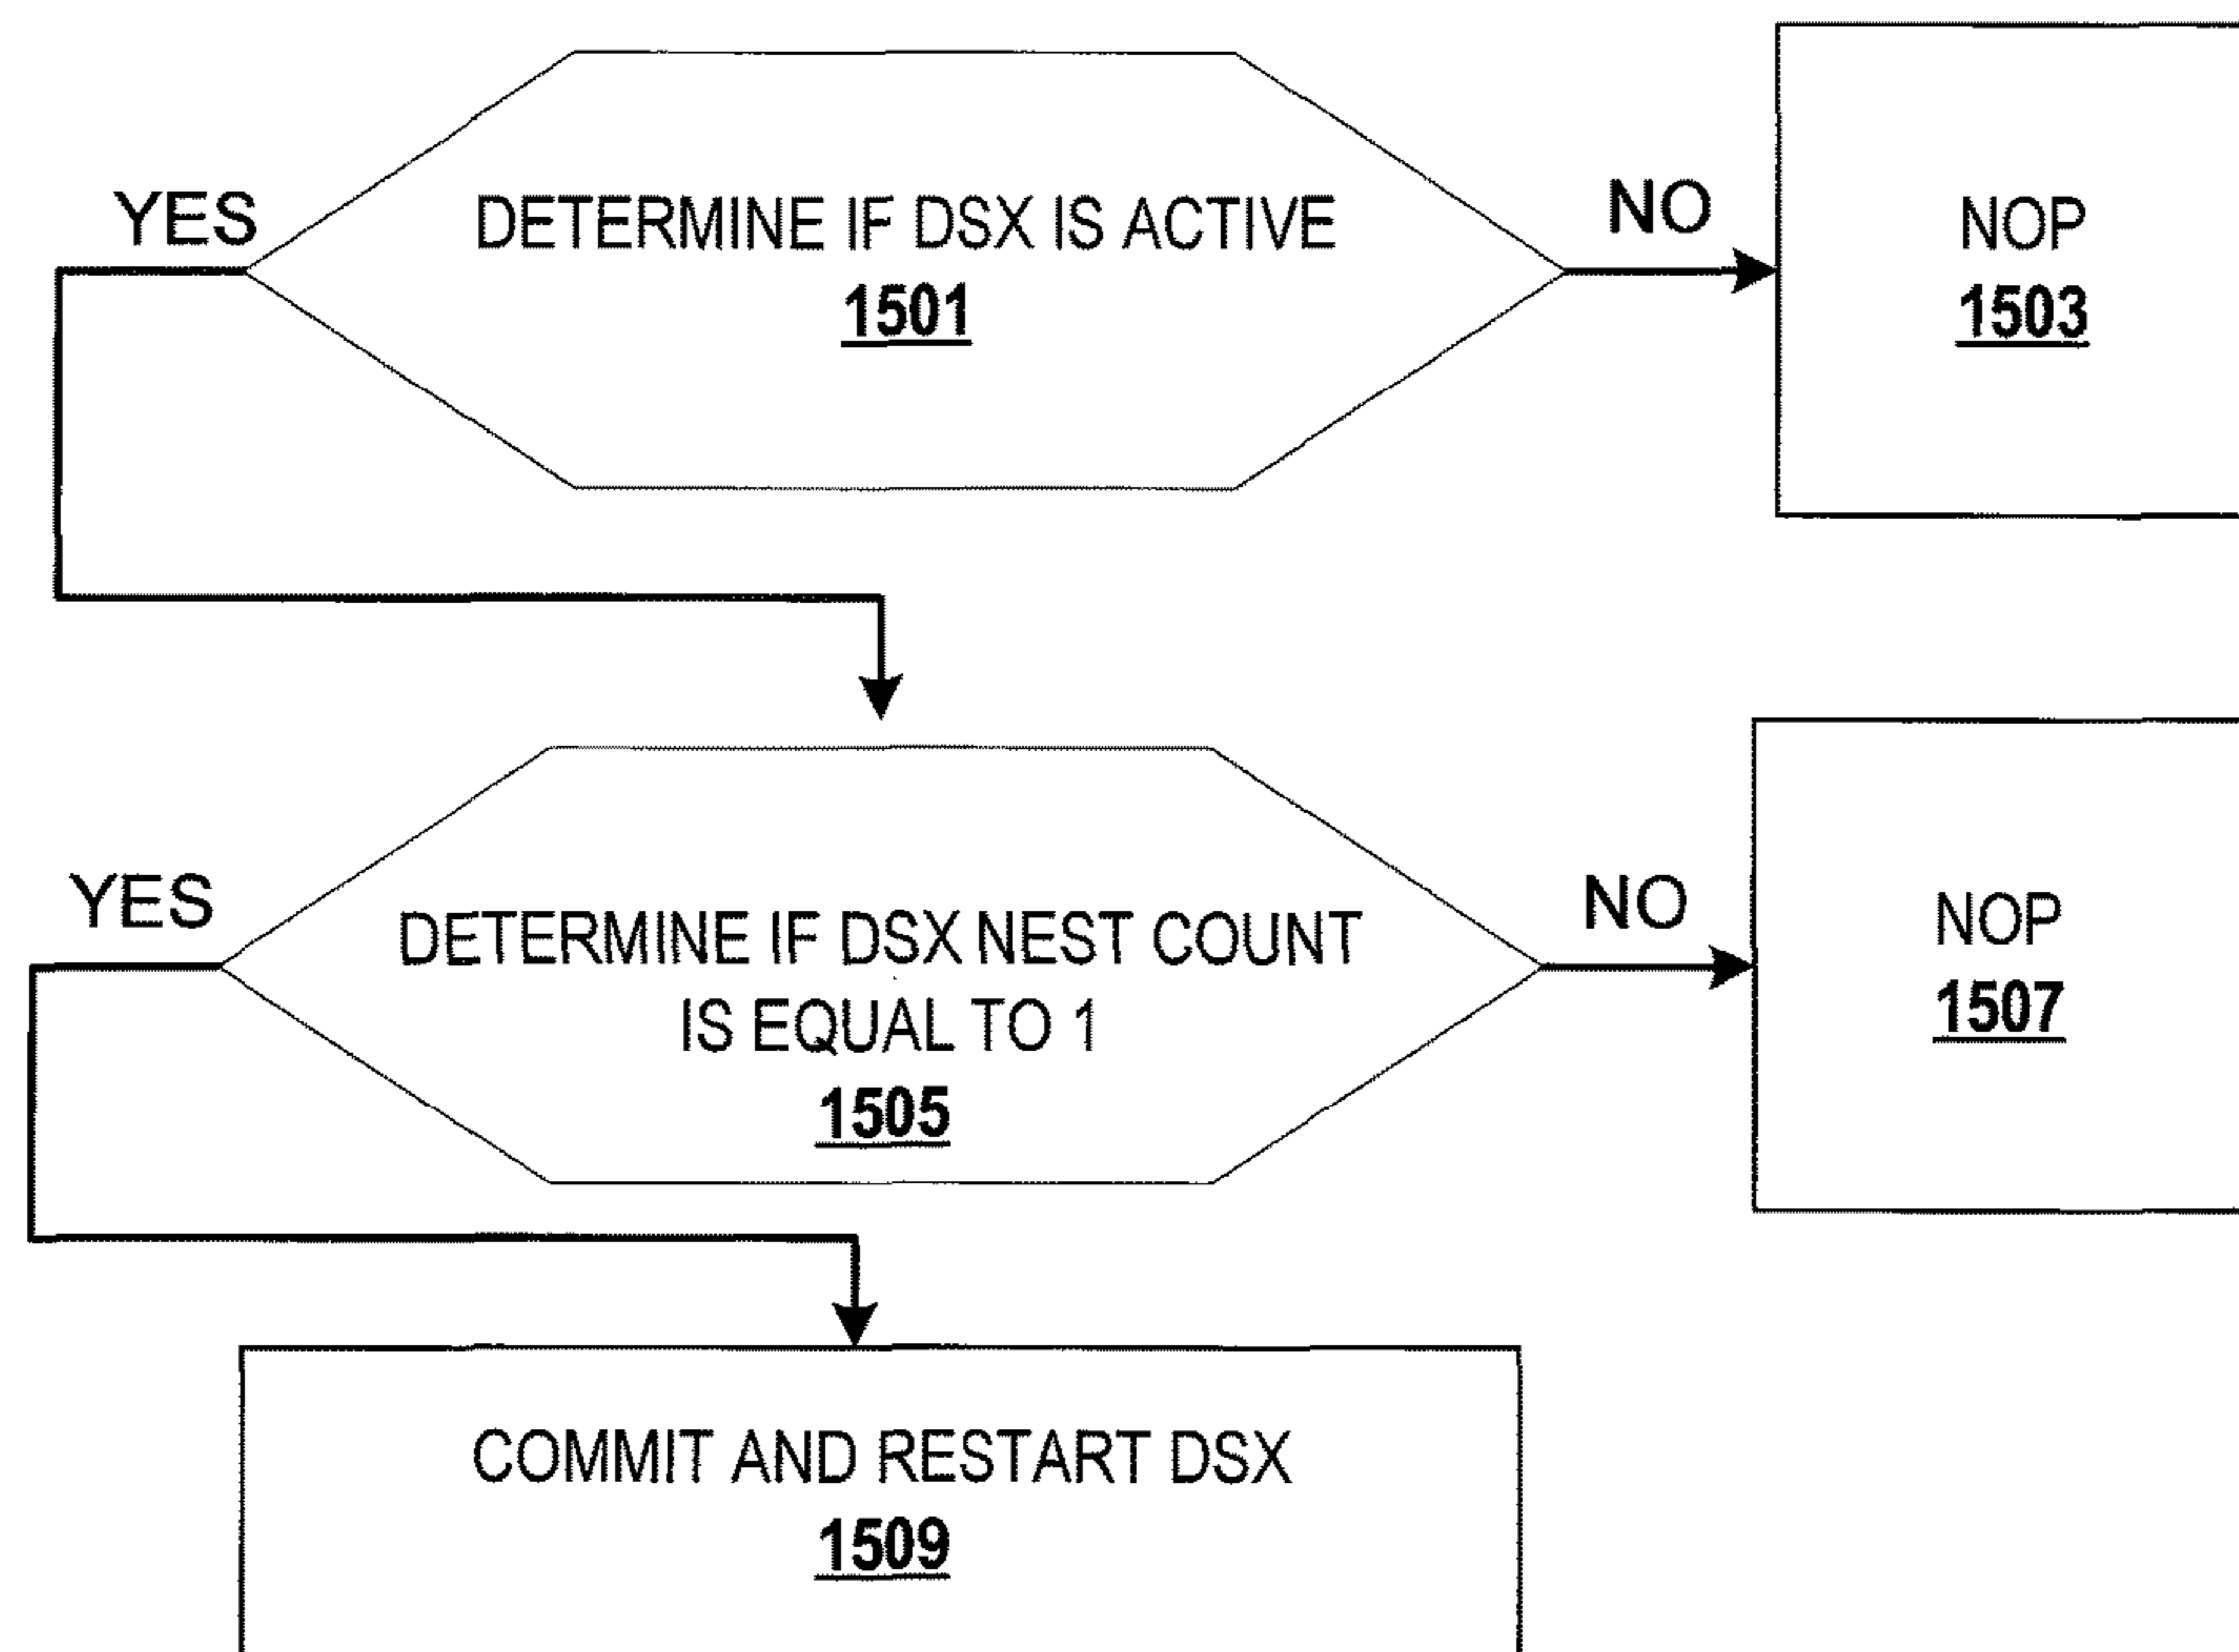 YES
DETERMINE IF DSX IS ACTIVE
1501
NO
NOP
1503
YES
DETERMINE IF DSX NEST COUNT
IS EQUAL TO 1
1505
NO
NOP
1507
COMMIT AND RESTART DSX
1509